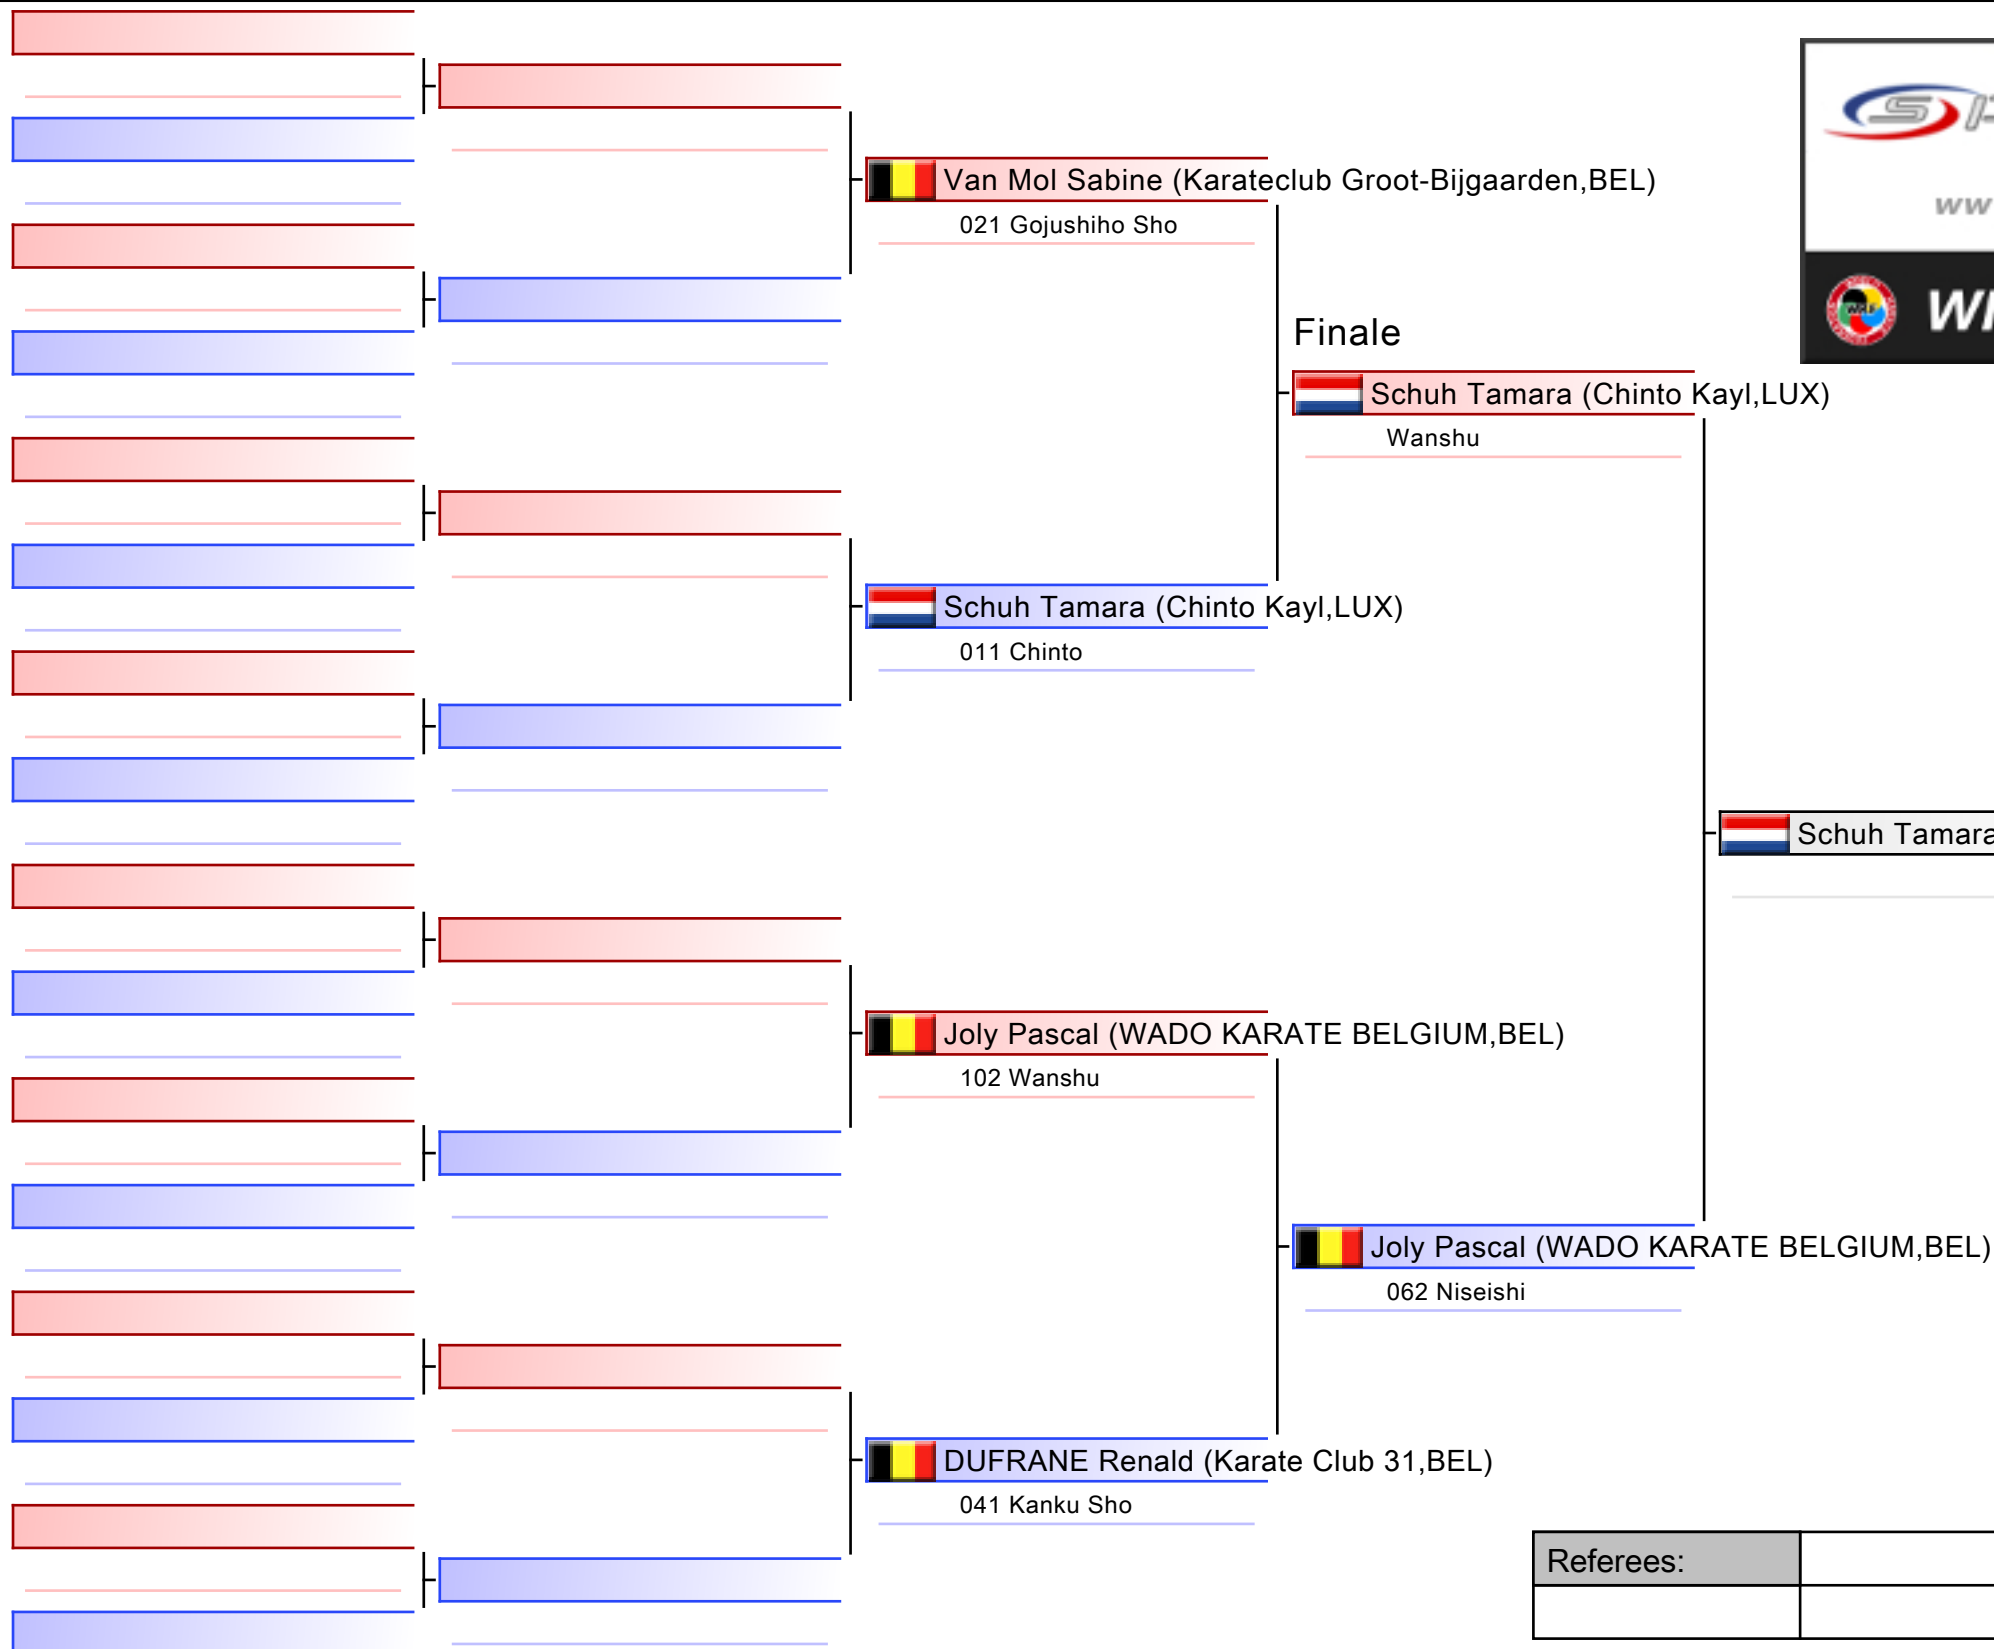 Van Mol Sabine (Karateclub Groot-Bijgaarden,BEL)
021 Gojushiho Sho
Finale
Schuh Tamara (Chinto Kayl,LUX)
Wanshu
Schuh Tamara (Chinto Kayl,LUX)
011 Chinto
Schuh Tamara
Joly Pascal (WADO KARATE BELGIUM,BEL)
102 Wanshu
Joly Pascal (WADO KARATE BELGIUM,BEL)
062 Niseishi
DUFRANE Renald (Karate Club 31,BEL)
041 Kanku Sho
Referees: